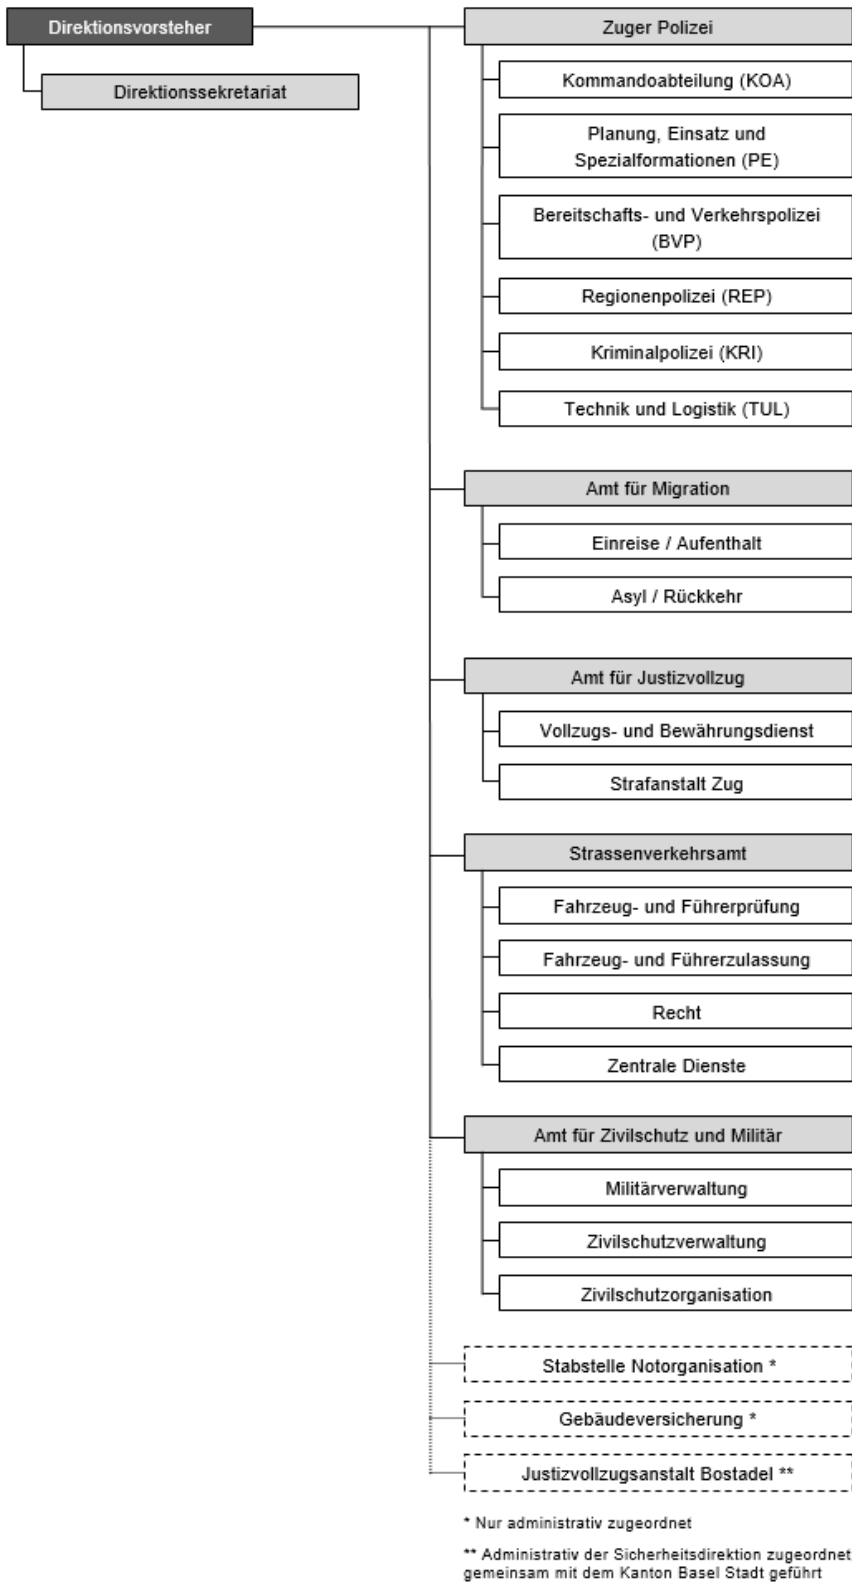 Direktionsvorsteher
Direktionssekretariat
Zuger Polizei
Kommandoabteilung (KOA)
Planung, Einsatz und
Spezialformationen (PE)
Bereitschafts- und Verkehrspolizei
(BVP)
Regionenpolizei (REP)
Kriminalpolizei (KRI)
Technik und Logistik (TUL)
Amt für Migration
Einreise / Aufenthalt
Asyl / Rückkehr
Amt für Justizvollzug
Vollzugs- und Bewährungsdienst
Strafanstalt Zug
Strassenverkehrsamt
Fahrzeug- und Führerprüfung
Fahrzeug- und Führerzulassung
Recht
Zentrale Dienste
Amt für Zivilschutz und Militär
Militärverwaltung
Zivilschutzverwaltung
Zivilschutzorganisation
Stabstelle Notorganisation *
Gebäudeversicherung *
Justizvollzugsanstalt Bostadel **
* Nur administrativ zugeordnet
** Administrativ der Sicherheitsdirektion zugeordnet
gemeinsam mit dem Kanton Basel Stadt geführt